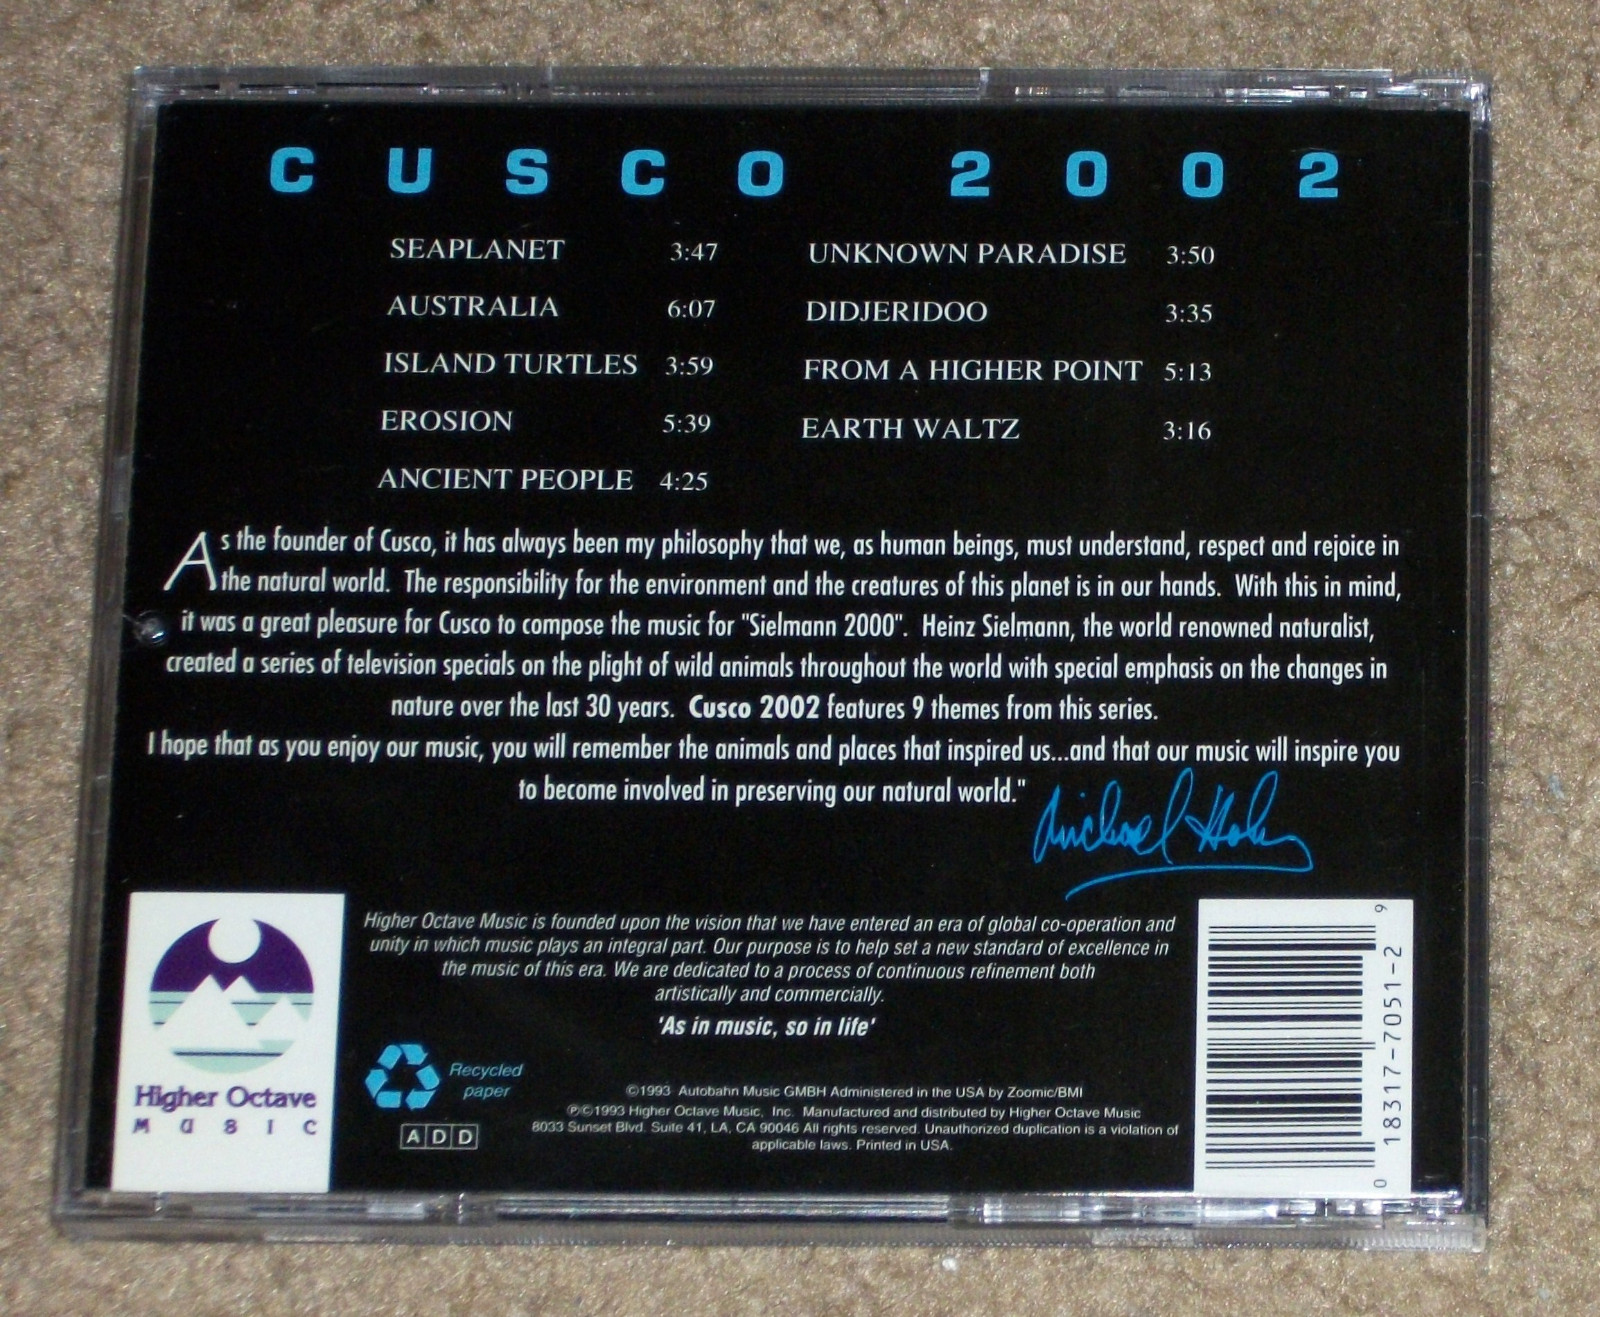 CUSCO 2002
SEAPLANET 3:47
AUSTRALIA 6:07
ISLAND TURTLES 3:59
EROSION 5:39
ANCIENT PEOPLE 4:25
UNKNOWN PARADISE 3:50
DIDJERIDOO 3:35
FROM A HIGHER POINT 5:13
EARTH WALTZ 3:16
As the founder of Cusco, it has always been my philosophy that we, as human beings, must understand, respect and rejoice in
the natural world. The responsibility for the environment and the creatures of this planet is in our hands. With this in mind,
it was a great pleasure for Cusco to compose the music for "Sielmann 2000". Heinz Sielmann, the world renowned naturalist,
created a series of television specials on the plight of wild animals throughout the world with special emphasis on the changes in
nature over the last 30 years. Cusco 2002 features 9 themes from this series.
I hope that as you enjoy our music, you will remember the animals and places that inspired us...and that our music will inspire you
to become involved in preserving our natural world."
Michael Holm
Higher Octave
MUSIC
Higher Octave Music is founded upon the vision that we have entered an era of global co-operation and
unity in which music plays an integral part. Our purpose is to help set a new standard of excellence in
the music of this era. We are dedicated to a process of continuous refinement both
artistically and commercially.
'As in music, so in life'
Recycled
paper
ADD
©1993 Autobahn Music GMBH Administered in the USA by Zoomic/BMI
℗©1993 Higher Octave Music, Inc. Manufactured and distributed by Higher Octave Music
8033 Sunset Blvd. Suite 41, LA, CA 90046 All rights reserved. Unauthorized duplication is a violation of
applicable laws. Printed in USA.
0 18317-7051-2 9